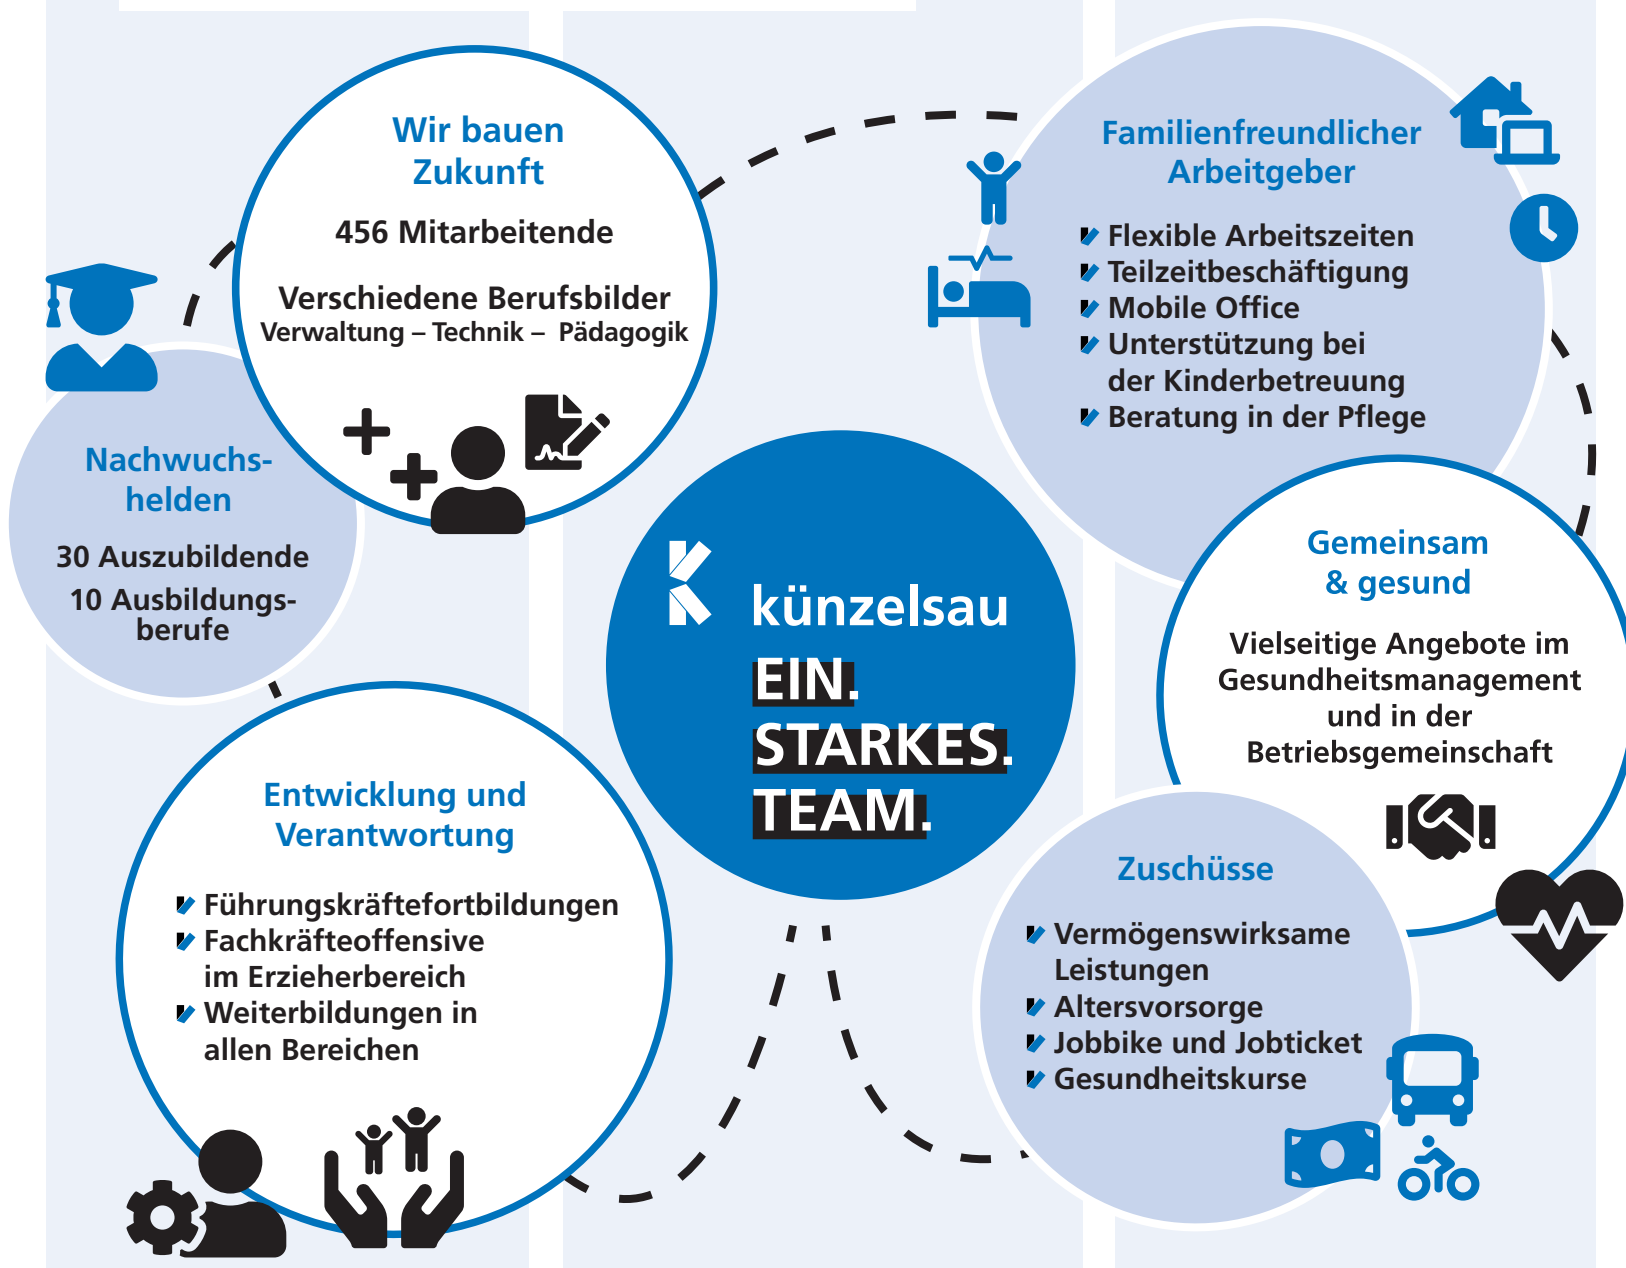 Wir bauen
Zukunft
456 Mitarbeitende
Verschiedene Berufsbilder
Verwaltung – Technik – Pädagogik
Familienfreundlicher
Arbeitgeber
Flexible Arbeitszeiten
Teilzeitbeschäftigung
Mobile Office
Unterstützung bei
der Kinderbetreuung
Beratung in der Pflege
Nachwuchs-
helden
30 Auszubildende
10 Ausbildungs-
berufe
künzelsau
EIN.
STARKES.
TEAM.
Gemeinsam
& gesund
Vielseitige Angebote im
Gesundheitsmanagement
und in der
Betriebsgemeinschaft
Entwicklung und
Verantwortung
Führungskräftefortbildungen
Fachkräfteoffensive
im Erzieherbereich
Weiterbildungen in
allen Bereichen
Zuschüsse
Vermögenswirksame
Leistungen
Altersvorsorge
Jobbike und Jobticket
Gesundheitskurse